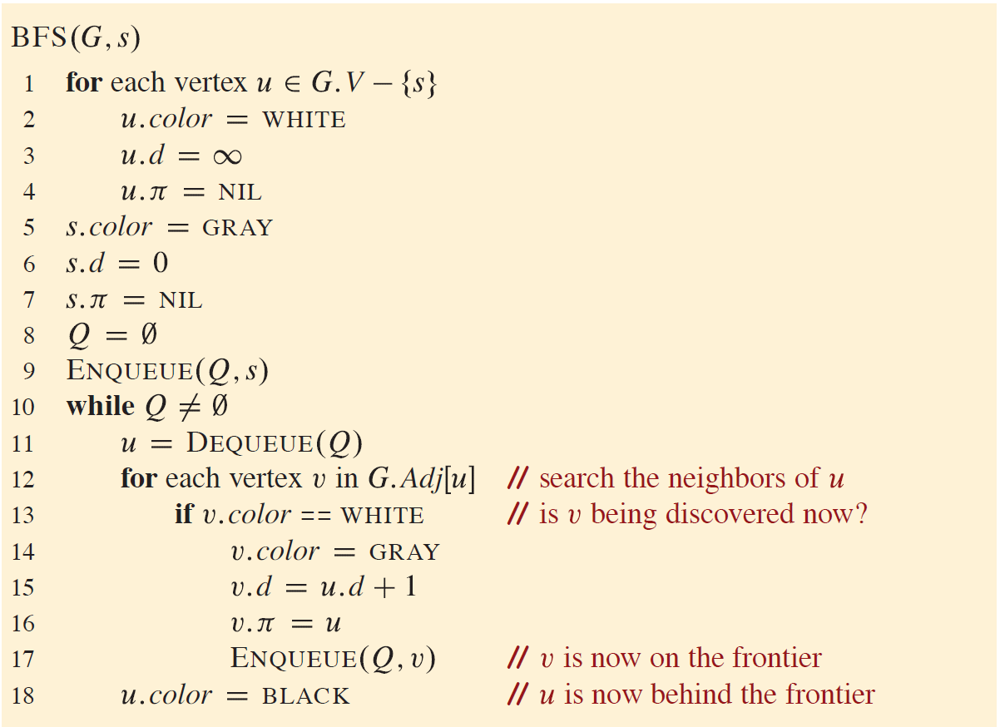 BFS(G, s)
1 for each vertex u ∈ G.V − {s}
2 u.color = WHITE
3 u.d = ∞
4 u.π = NIL
5 s.color = GRAY
6 s.d = 0
7 s.π = NIL
8 Q = ∅
9 ENQUEUE(Q, s)
10 while Q ≠ ∅
11 u = DEQUEUE(Q)
12 for each vertex v in G.Adj[u] // search the neighbors of u
13 if v.color == WHITE // is v being discovered now?
14 v.color = GRAY
15 v.d = u.d + 1
16 v.π = u
17 ENQUEUE(Q, v) // v is now on the frontier
18 u.color = BLACK // u is now behind the frontier